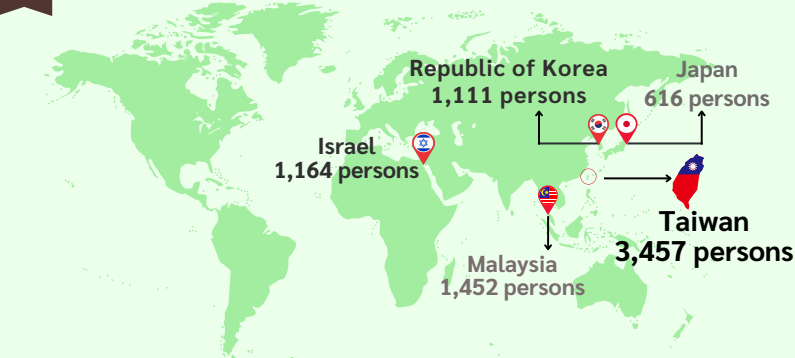 Republic of Korea
1,111 persons
Japan
616 persons
Israel
1,164 persons
Taiwan
3,457 persons
Malaysia
1,452 persons